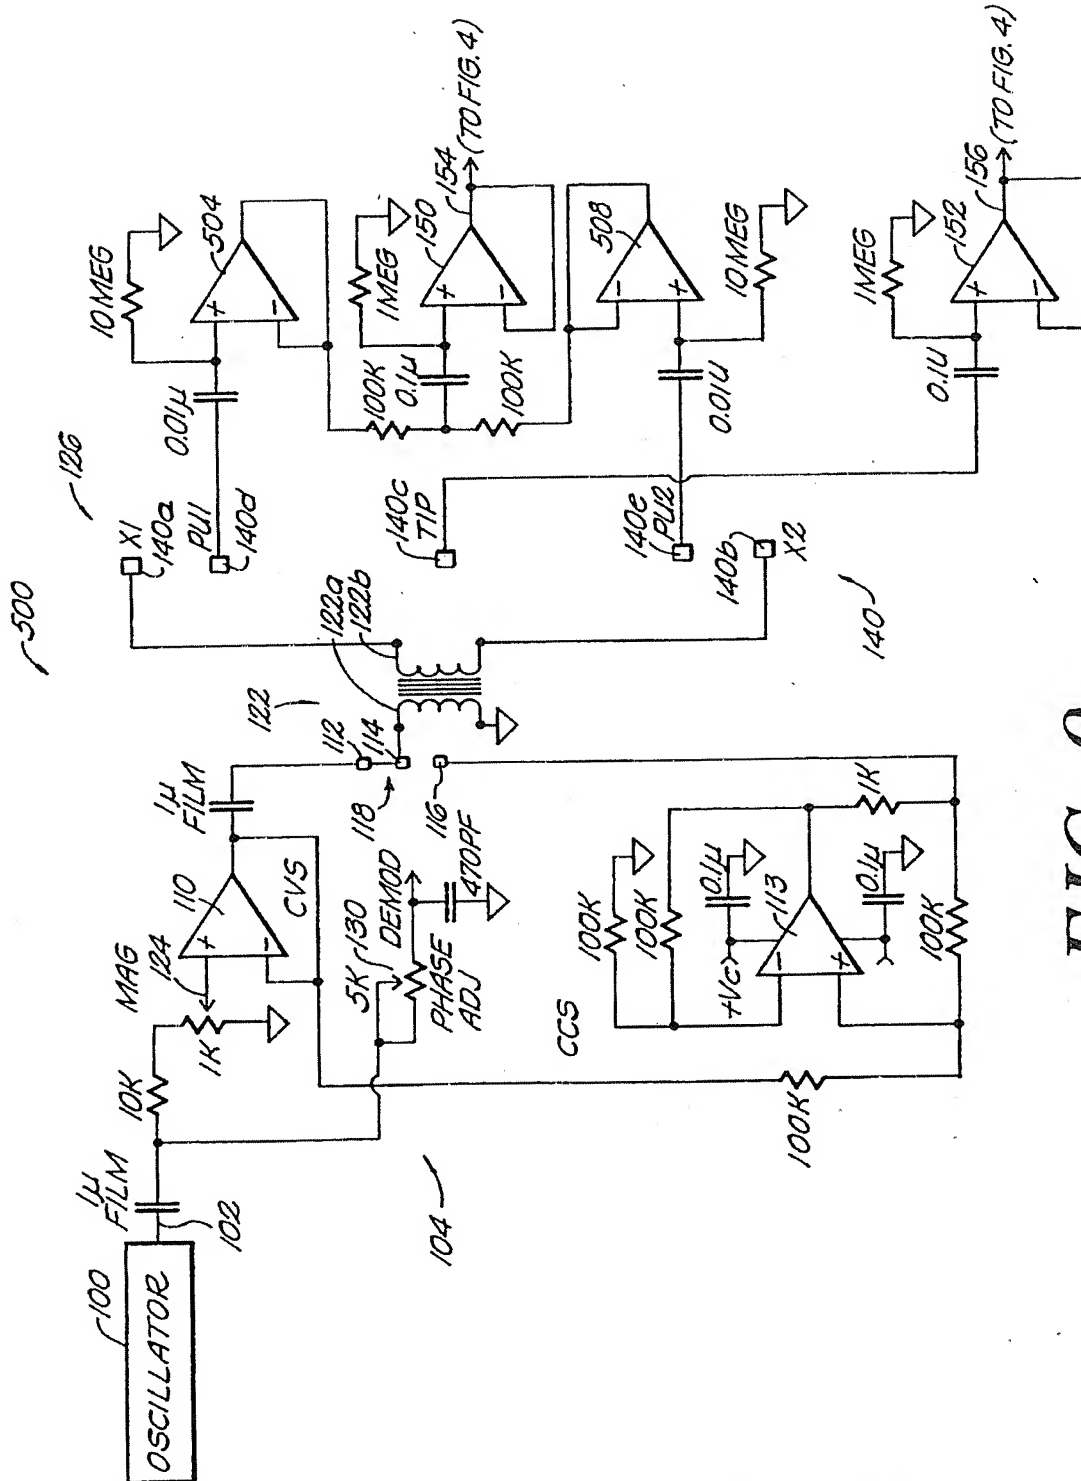 500
126
OSCILLATOR
100
102
1µ
FILM
10K
1K
MAG
124
110
CVS
1µ
FILM
112
114
118
116
122
122a
122b
X1
140a
PU1
140d
140c
TIP
140e
PU2
140b
X2
140
0.01µ
10MEG
504
100K
0.1µ
1MEG
150
154
(TO FIG. 4)
100K
508
0.01U
10MEG
0.1U
1MEG
152
156
(TO FIG. 4)
104
5K
130
DEMOD
PHASE
ADJ
470PF
CCS
100K
100K
+Vc
0.1µ
113
0.1µ
1K
100K
100K
+
−
+
−
+
−
−
+
+
−
−
+